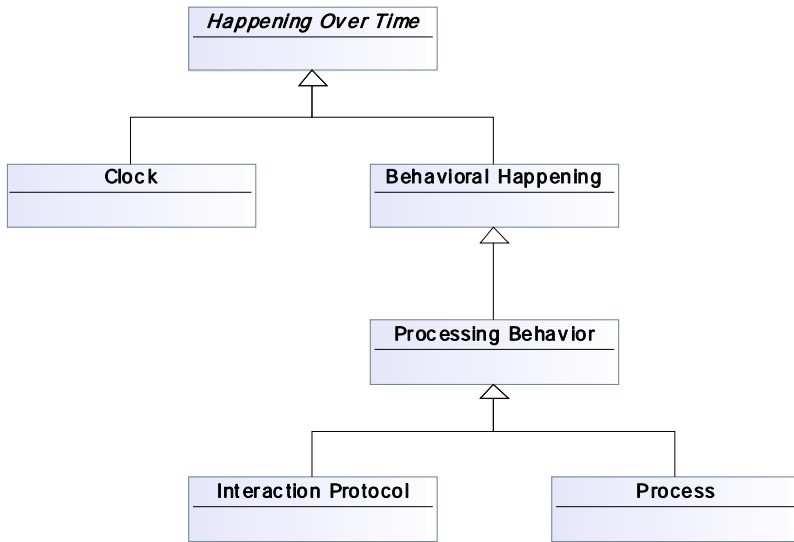 Happening Over Time
Clock
Behavioral Happening
Processing Behavior
Interaction Protocol
Process